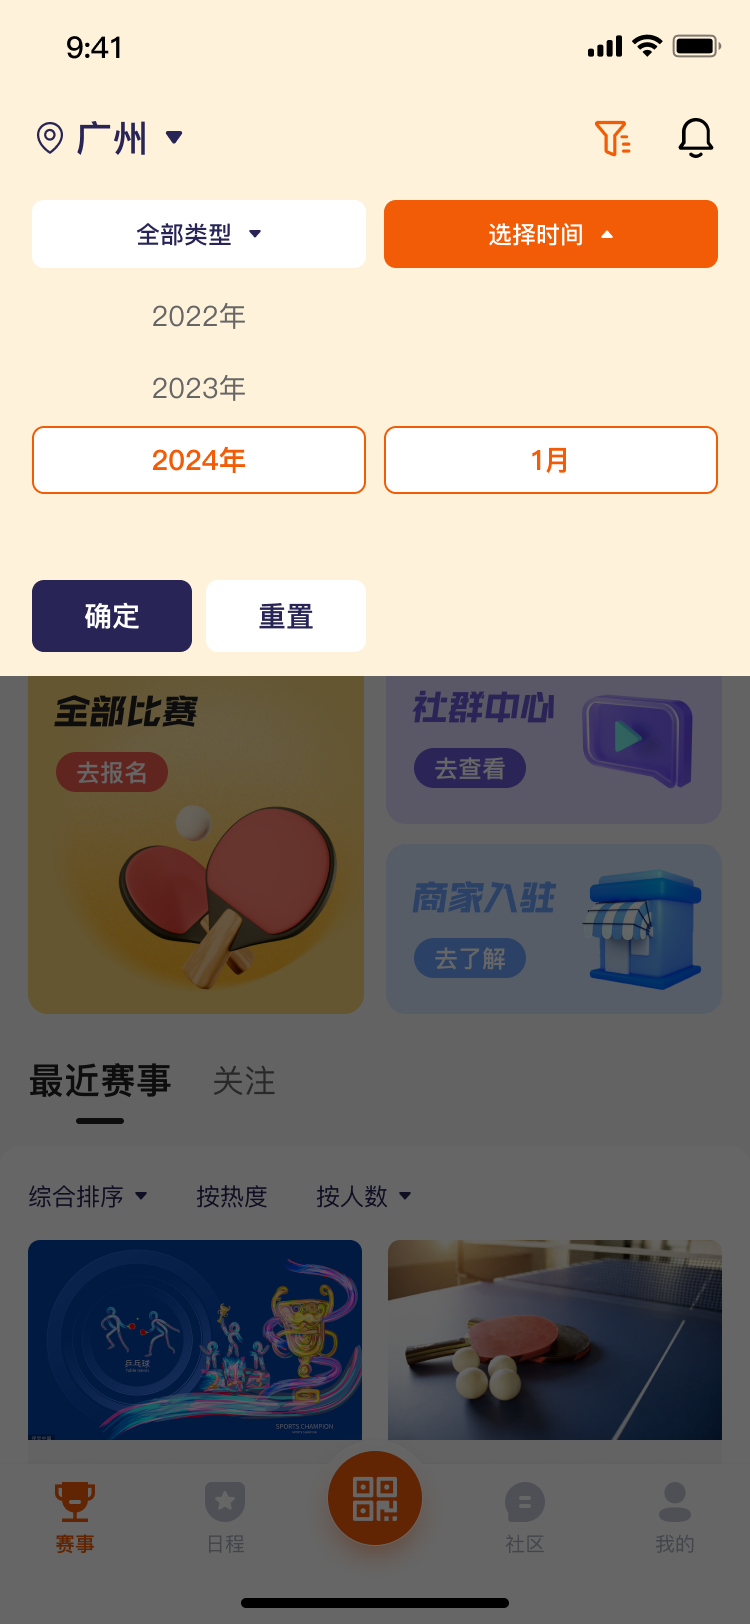 9:41
广州
全部类型 选择时间
2022年
2023年
2024年 1月
确定 重置
全部比赛
去报名
社群中心
去查看
商家入驻
去了解
最近赛事 关注
综合排序 按热度 按人数
乒乓球
SPORTS CHAMPION
赛事 日程 社区 我的